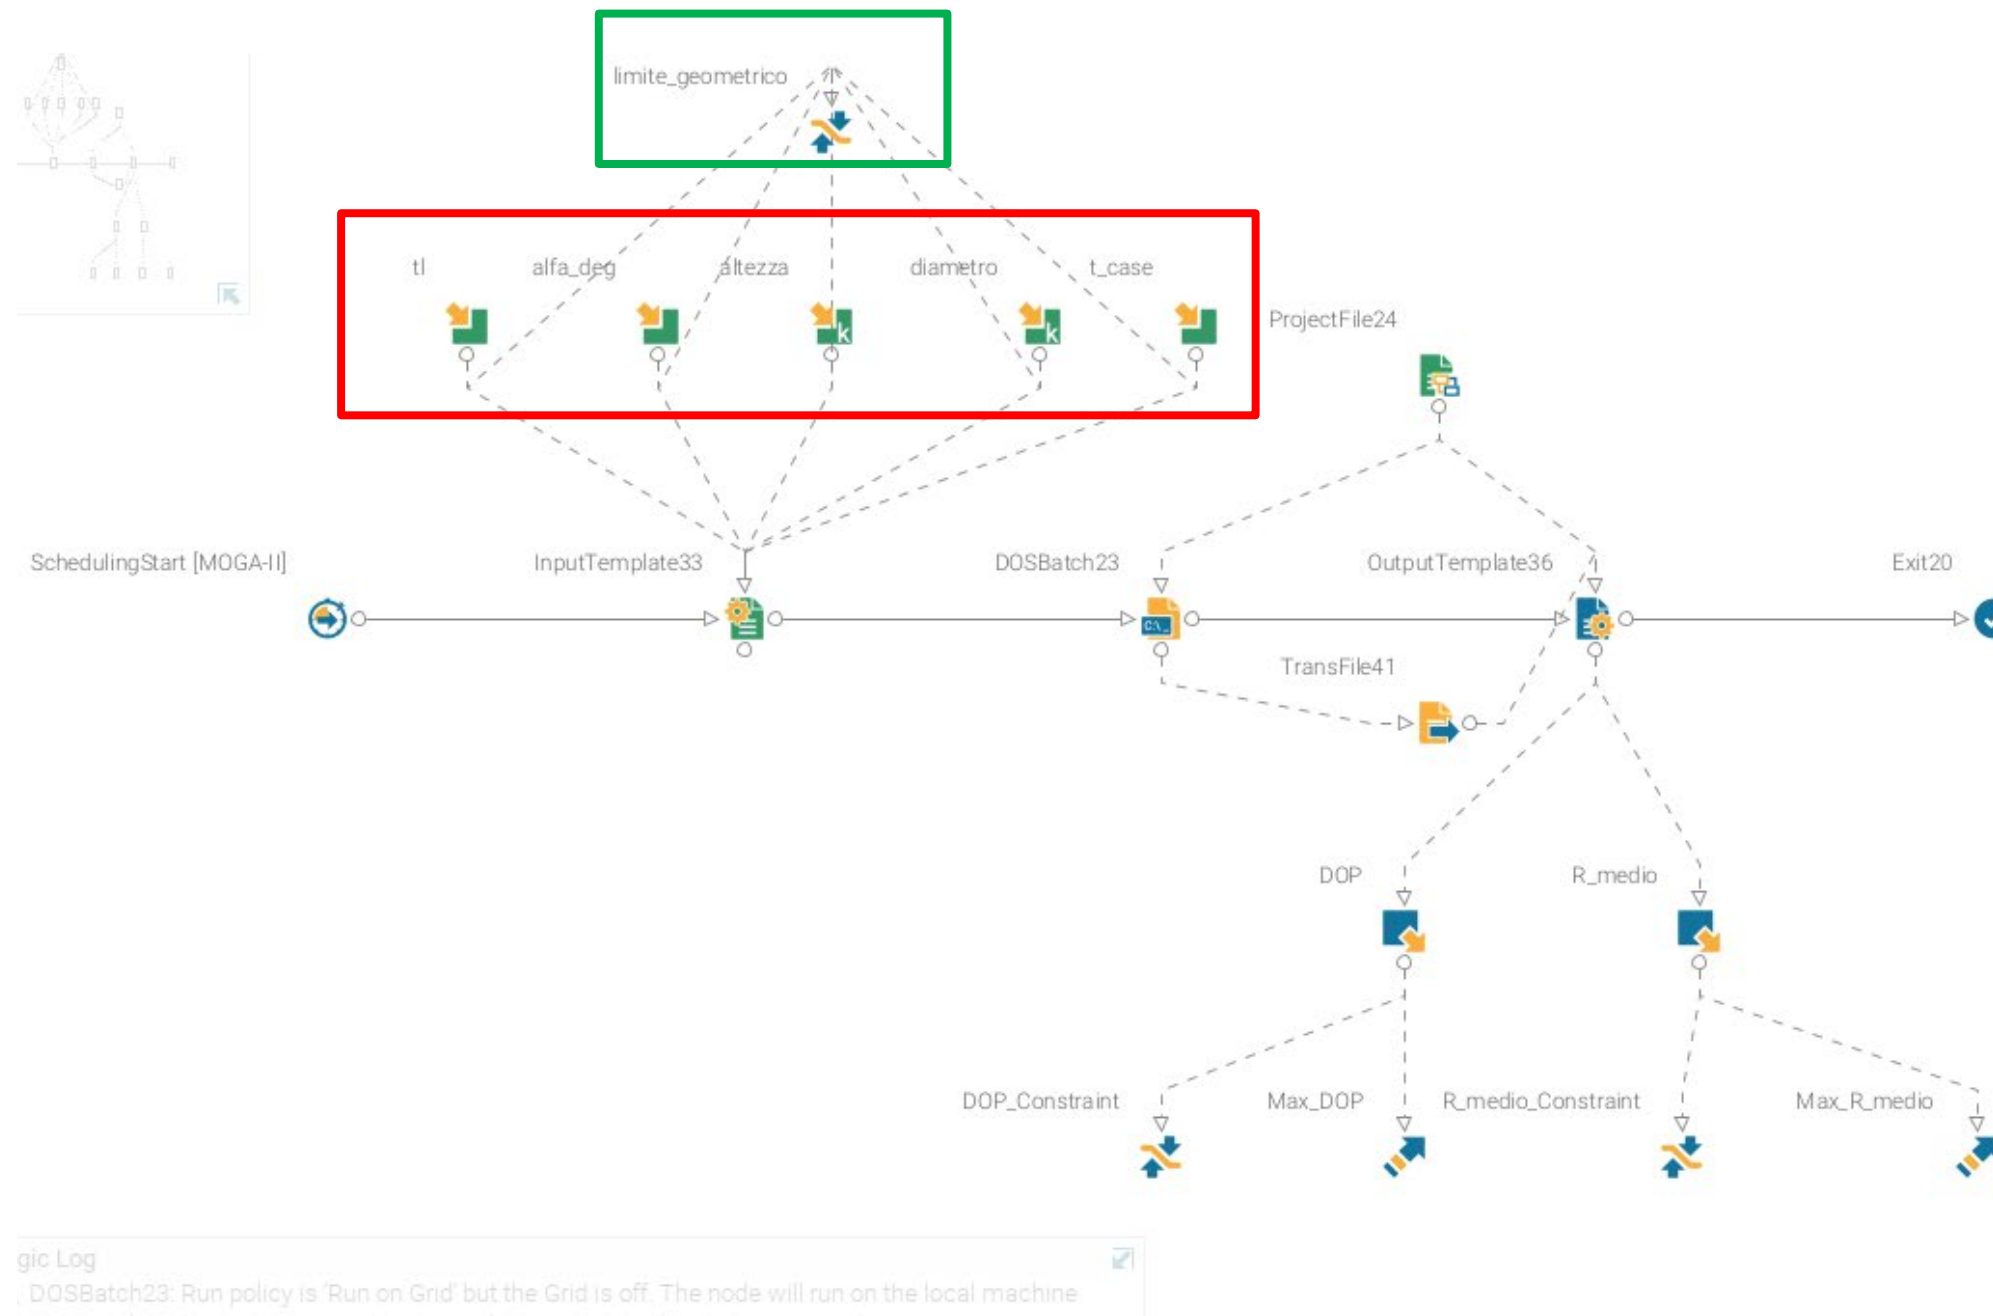 limite_geometrico
tl alfa_deg altezza diametro t_case
k k
ProjectFile24
SchedulingStart [MOGA-II] InputTemplate33 DOSBatch23 OutputTemplate36 Exit20
C:\_
TransFile41
DOP R_medio
DOP_Constraint Max_DOP R_medio_Constraint Max_R_medio
gic Log
DOSBatch23: Run policy is 'Run on Grid' but the Grid is off. The node will run on the local machine